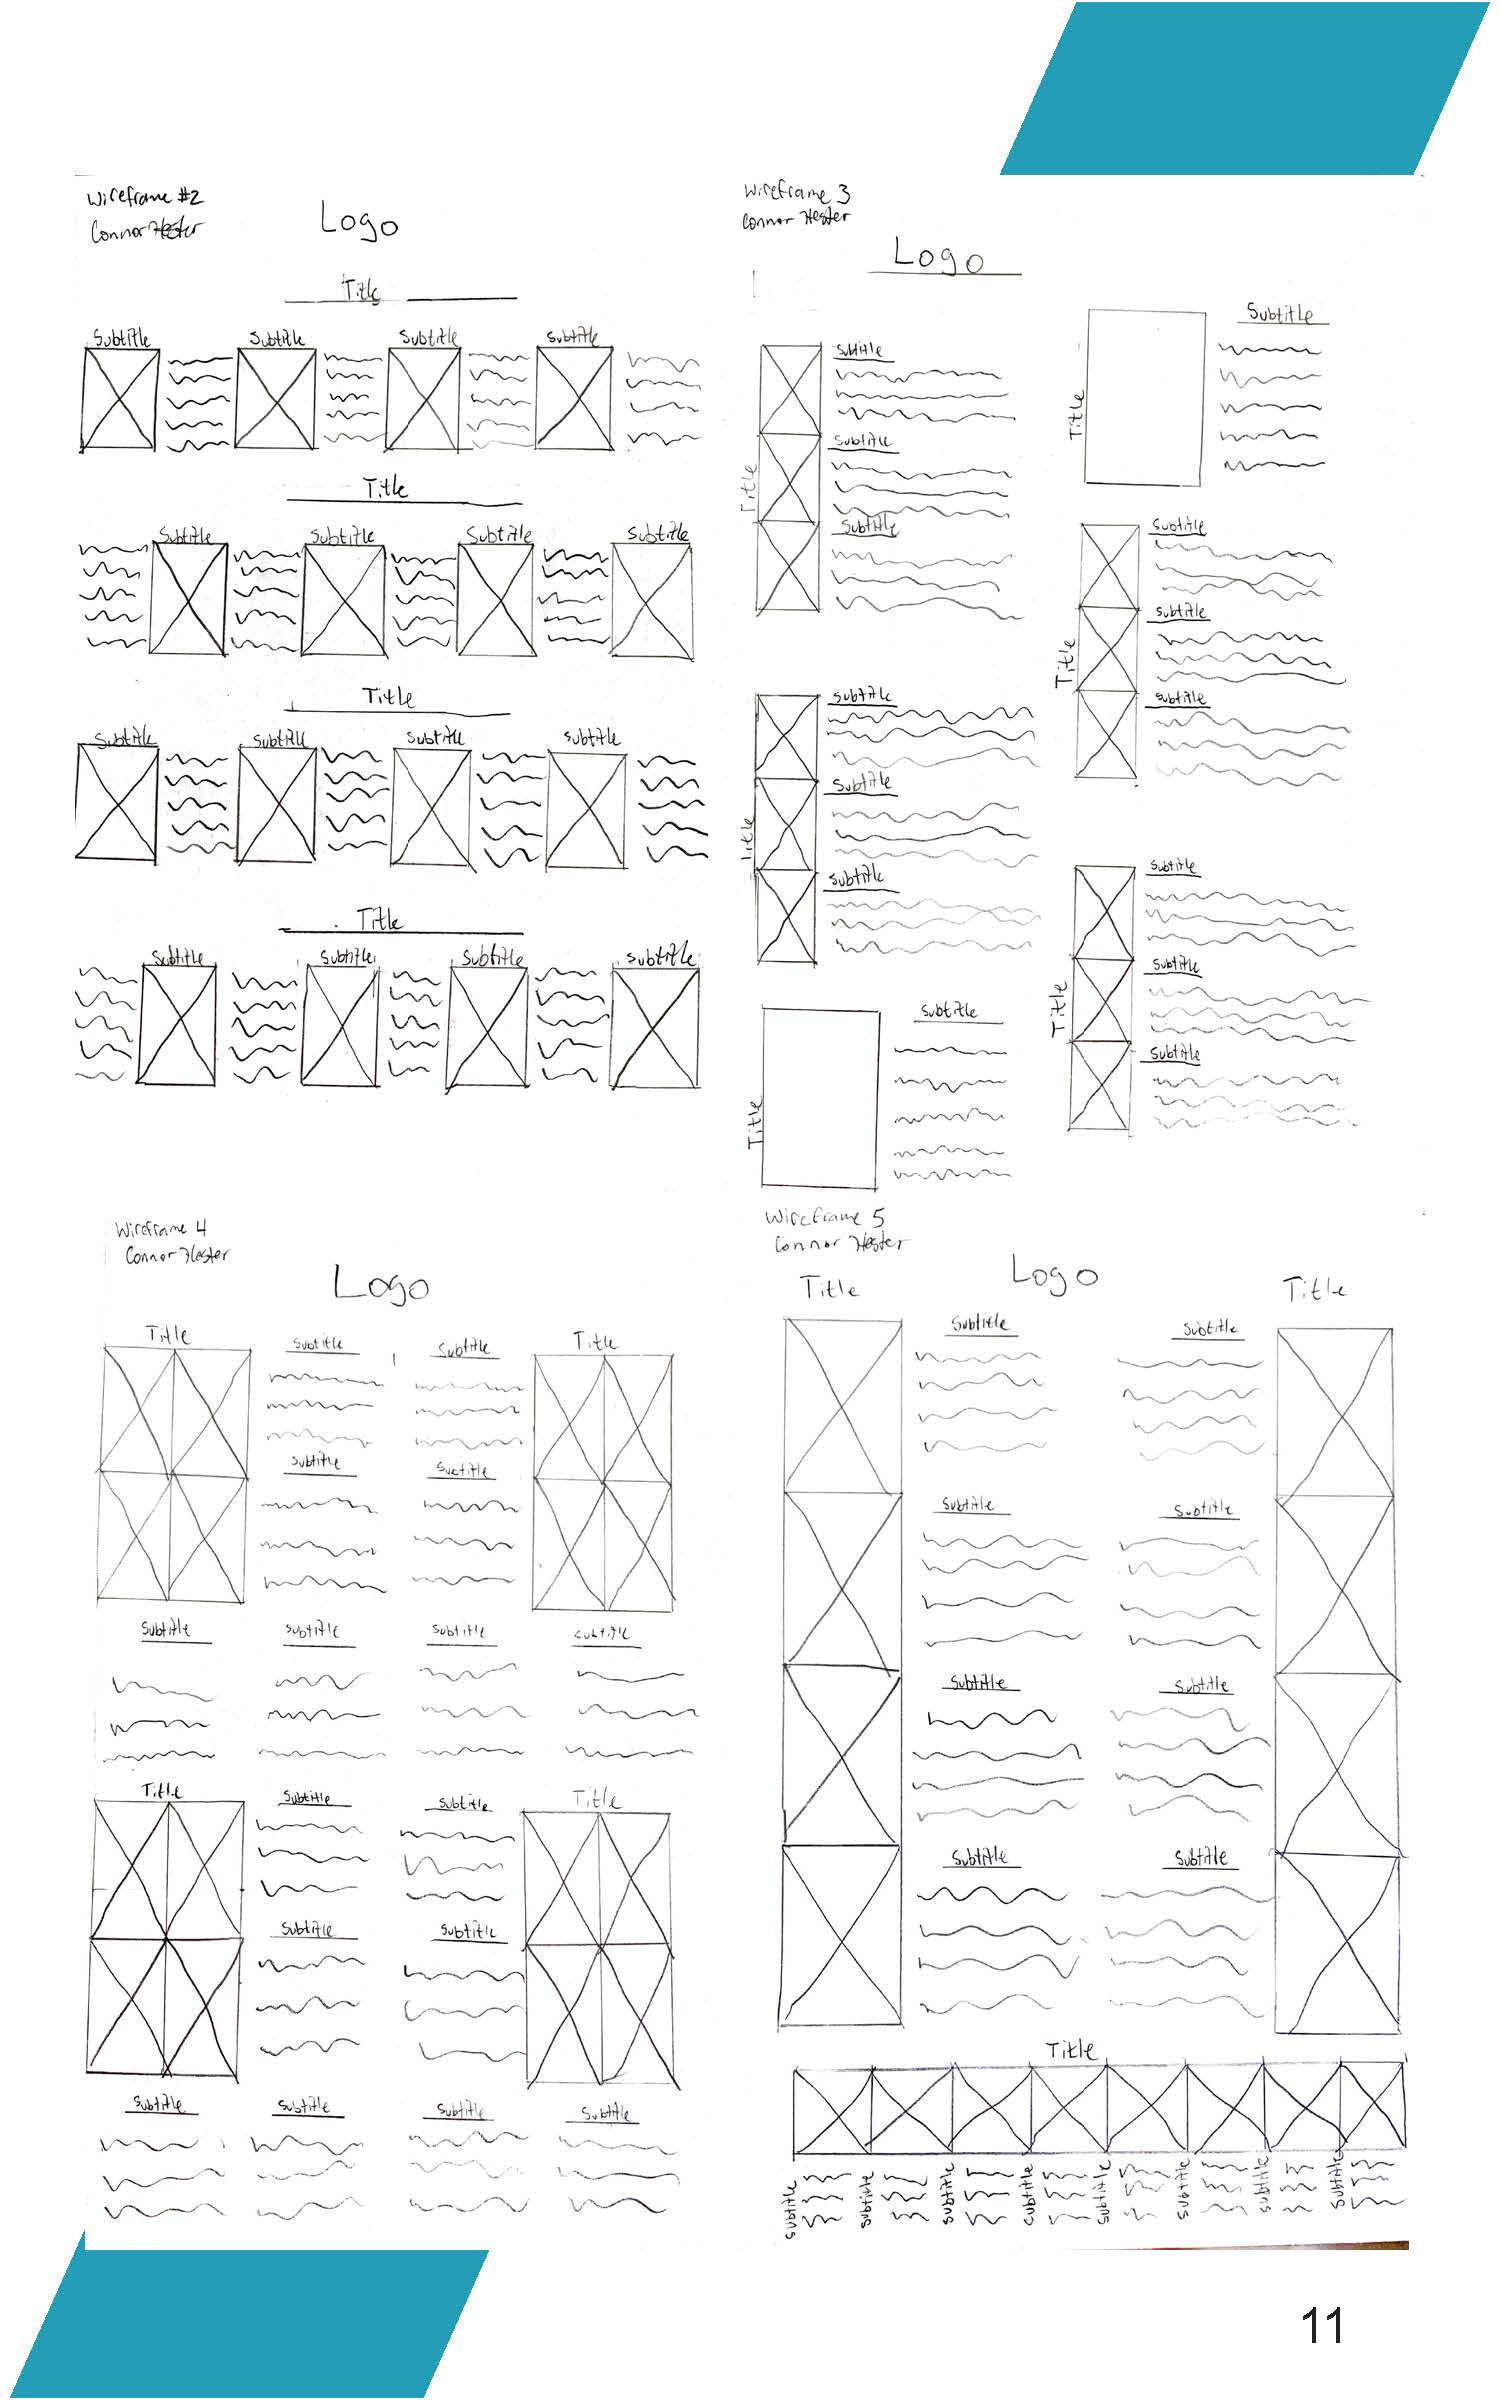 Wireframe #2
Connor Hester
Logo
Title
Subtitle Subtitle Subtitle Subtitle
Title
Subtitle Subtitle Subtitle Subtitle
Title
Subtitle Subtitle Subtitle Subtitle
Title
Subtitle Subtitle Subtitle Subtitle
Wireframe 3
Connor Hester
Logo
Title
Subtitle
Subtitle
Subtitle
Title
Subtitle
Subtitle
Subtitle
Title
Subtitle
Title
Subtitle
Title
Subtitle
Subtitle
Subtitle
Title
Subtitle
Subtitle
Subtitle
Wireframe 4
Connor Hester
Logo
Title Subtitle Subtitle Title
Subtitle Subtitle
Subtitle Subtitle Subtitle Subtitle
Title Subtitle Subtitle Title
Subtitle Subtitle
Subtitle Subtitle Subtitle Subtitle
Wireframe 5
Connor Hester
Logo
Title Title
Subtitle Subtitle
Subtitle Subtitle
Subtitle Subtitle
Subtitle Subtitle
Title
Subtitle Subtitle Subtitle Subtitle Subtitle Subtitle Subtitle Subtitle
11